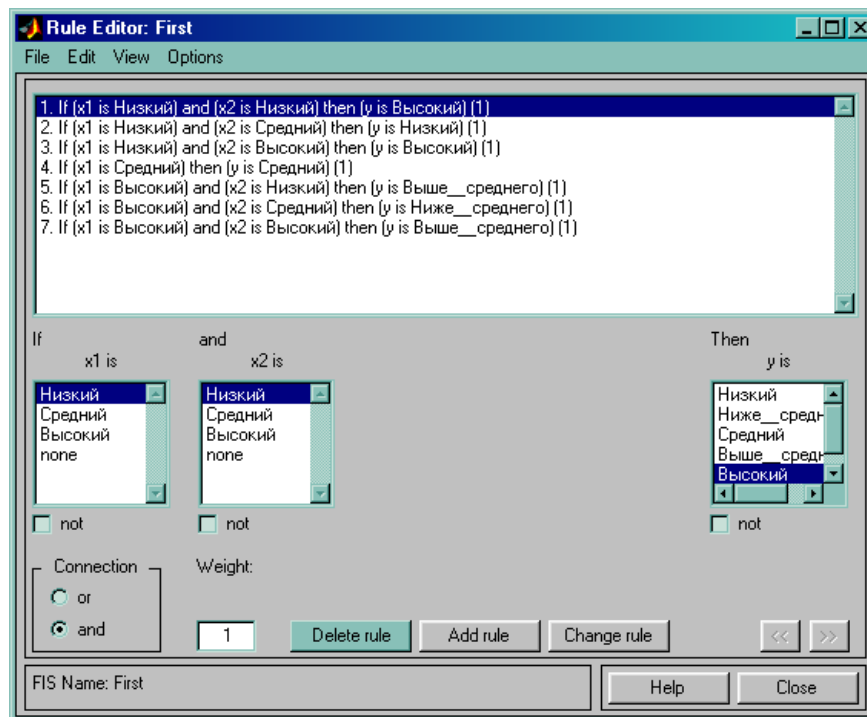 Rule Editor: First
File Edit View Options
1. If (x1 is Низкий) and (x2 is Низкий) then (y is Высокий) (1)
2. If (x1 is Низкий) and (x2 is Средний) then (y is Низкий) (1)
3. If (x1 is Низкий) and (x2 is Высокий) then (y is Высокий) (1)
4. If (x1 is Средний) then (y is Средний) (1)
5. If (x1 is Высокий) and (x2 is Низкий) then (y is Выше__среднего) (1)
6. If (x1 is Высокий) and (x2 is Средний) then (y is Ниже__среднего) (1)
7. If (x1 is Высокий) and (x2 is Высокий) then (y is Выше__среднего) (1)
If and Then
x1 is x2 is y is
Низкий Низкий Низкий
Средний Средний Ниже__средн
Высокий Высокий Средний
none none Выше__средн
Высокий
not not not
Connection Weight:
or
and 1 Delete rule Add rule Change rule << >>
FIS Name: First Help Close